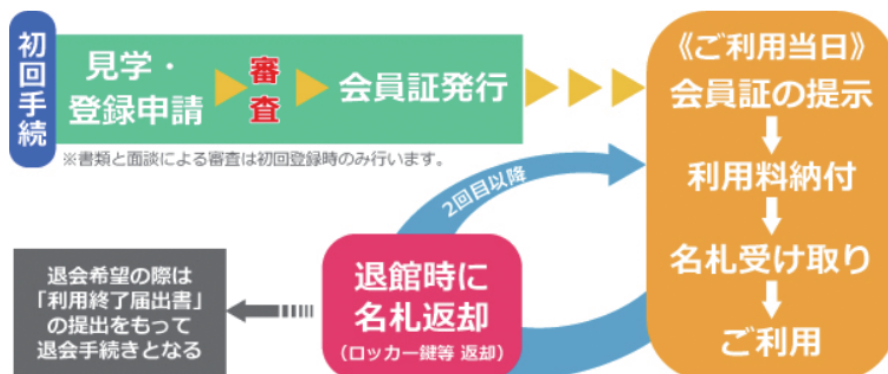 初回手続
見学・
登録申請
審査
会員証発行
※書類と面談による審査は初回登録時のみ行います。
《ご利用当日》
会員証の提示
利用料納付
名札受け取り
ご利用
2回目以降
退館時に
名札返却
(ロッカー鍵等 返却)
退会希望の際は
「利用終了届出書」
の提出をもって
退会手続きとなる